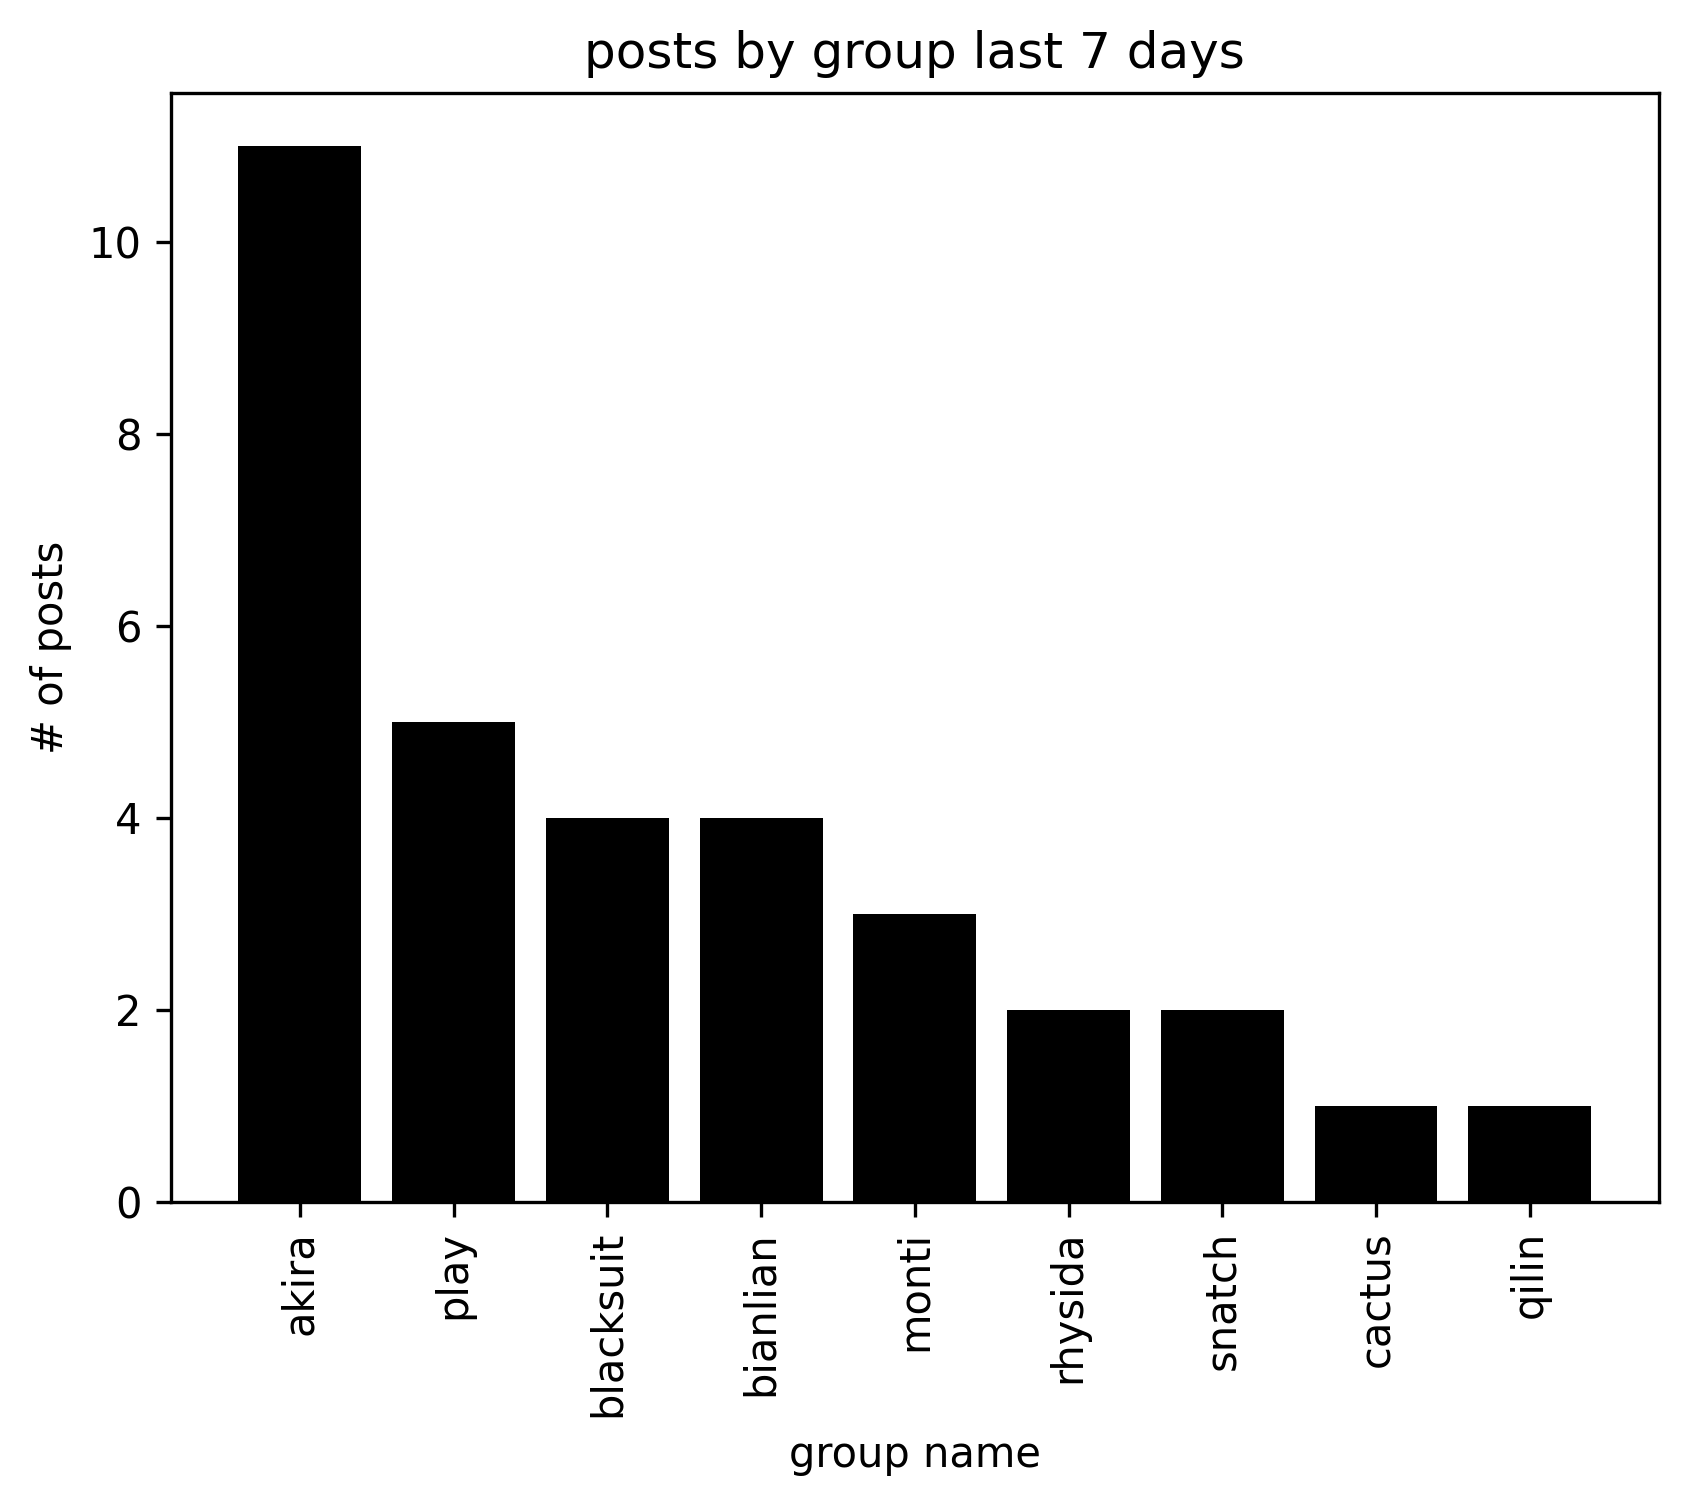 posts by group last 7 days
10
8
6
4
2
0
# of posts
akira
play
blacksuit
bianlian
monti
rhysida
snatch
cactus
qilin
group name